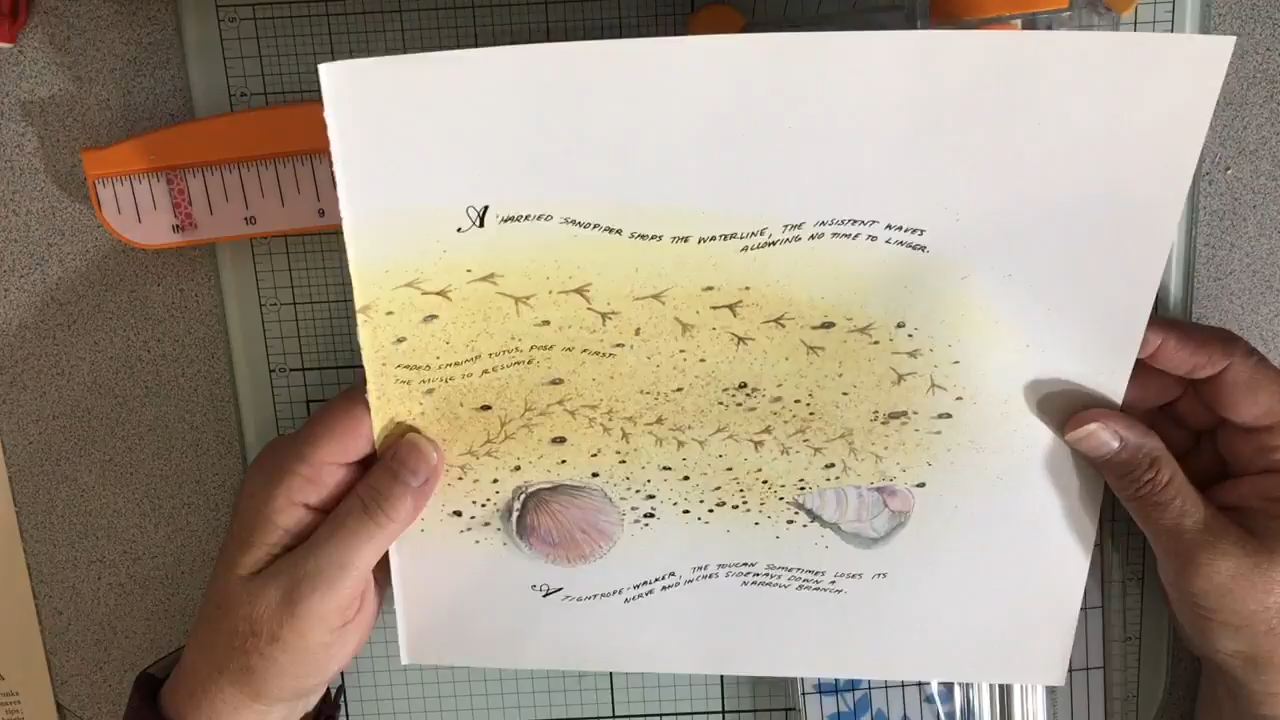 A HARRIED SANDPIPER SHOPS THE WATERLINE, THE INSISTENT WAVES
ALLOWING NO TIME TO LINGER.
FADED SHRIMP TUTUS, POSE IN FIRST
THE MUSIC TO RESUME.
A TIGHTROPE-WALKER, THE TOUCAN SOMETIMES LOSES ITS
NERVE AND INCHES SIDEWAYS DOWN A
NARROW BRANCH.
IN
10
9